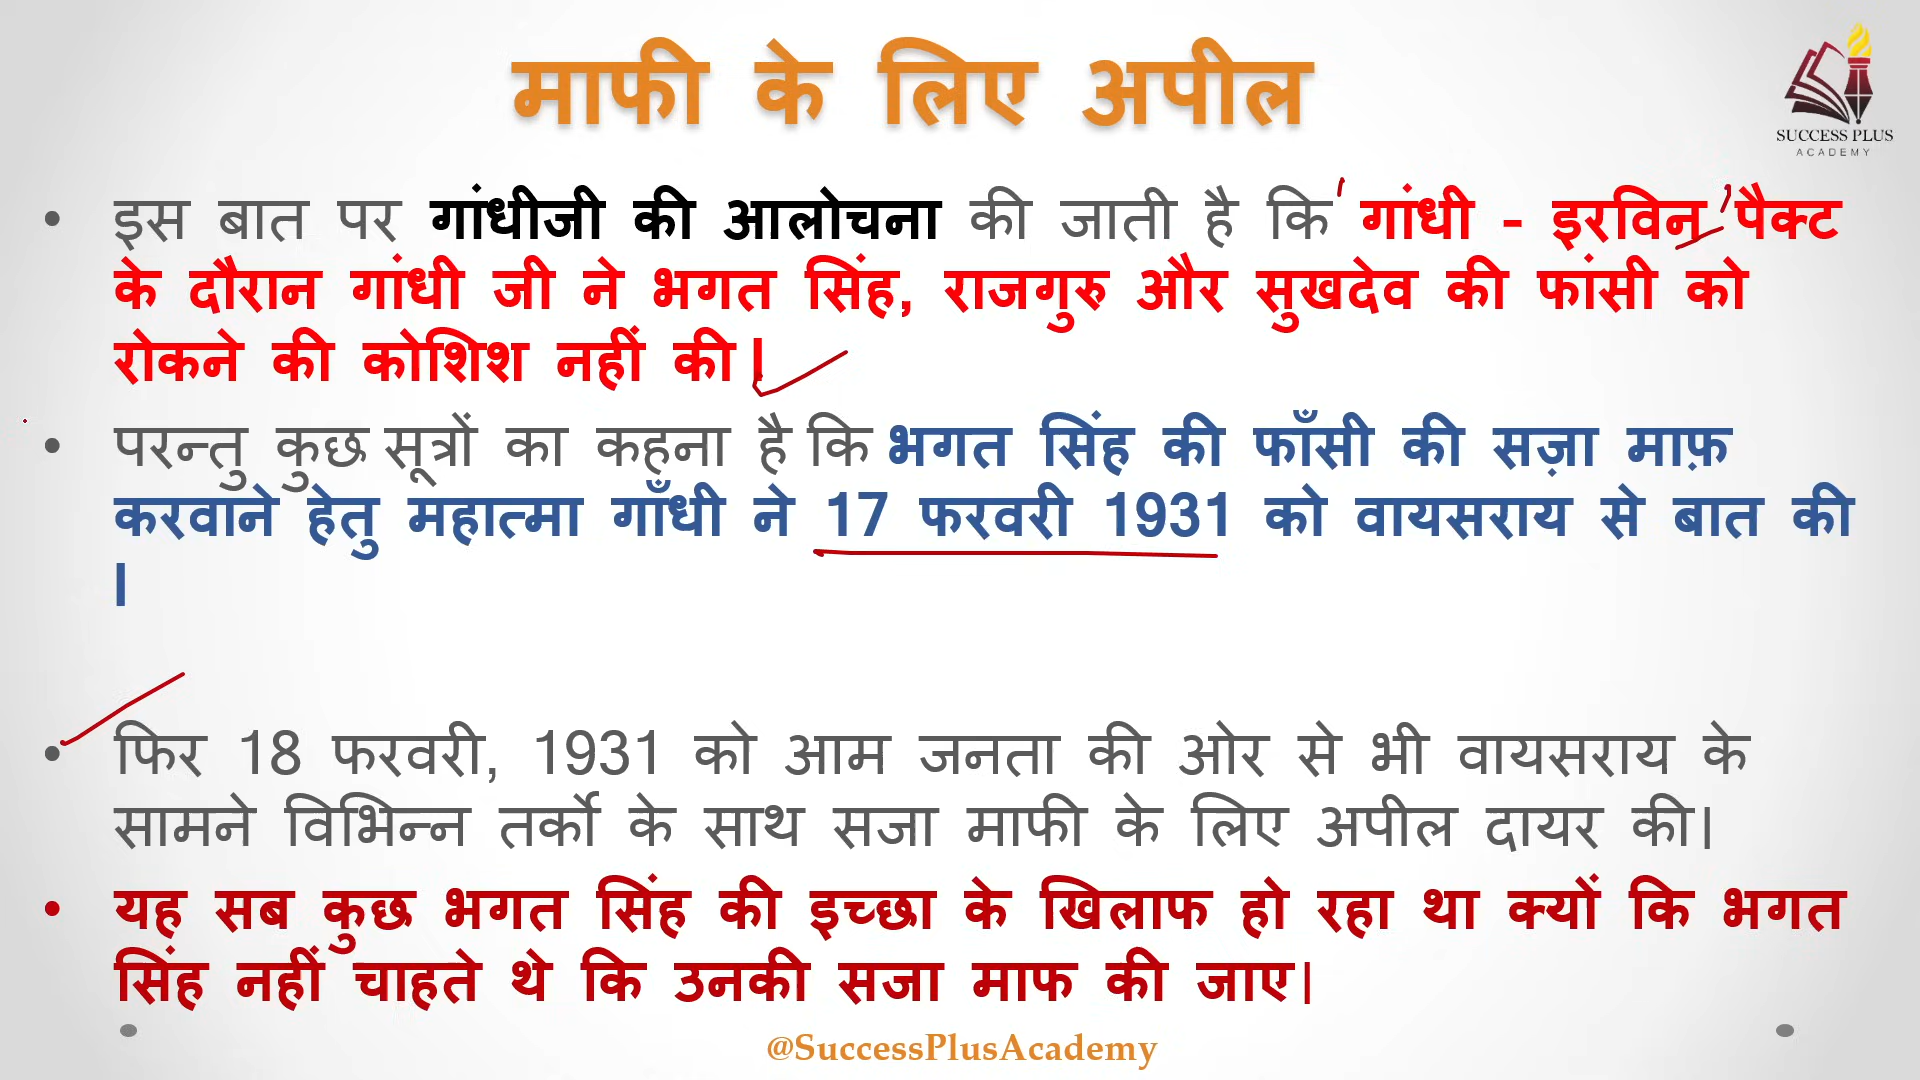 माफी के लिए अपील
SUCCESS PLUS
ACADEMY
• इस बात पर गांधीजी की आलोचना की जाती है कि गांधी - इरविन पैक्ट
के दौरान गांधी जी ने भगत सिंह, राजगुरु और सुखदेव की फांसी को
रोकने की कोशिश नहीं की |
• परन्तु कुछ सूत्रों का कहना है कि भगत सिंह की फाँसी की सज़ा माफ़
करवाने हेतु महात्मा गाँधी ने 17 फरवरी 1931 को वायसराय से बात की
|
• फिर 18 फरवरी, 1931 को आम जनता की ओर से भी वायसराय के
सामने विभिन्न तर्को के साथ सजा माफी के लिए अपील दायर की।
• यह सब कुछ भगत सिंह की इच्छा के खिलाफ हो रहा था क्यों कि भगत
सिंह नहीं चाहते थे कि उनकी सजा माफ की जाए।
@SuccessPlusAcademy